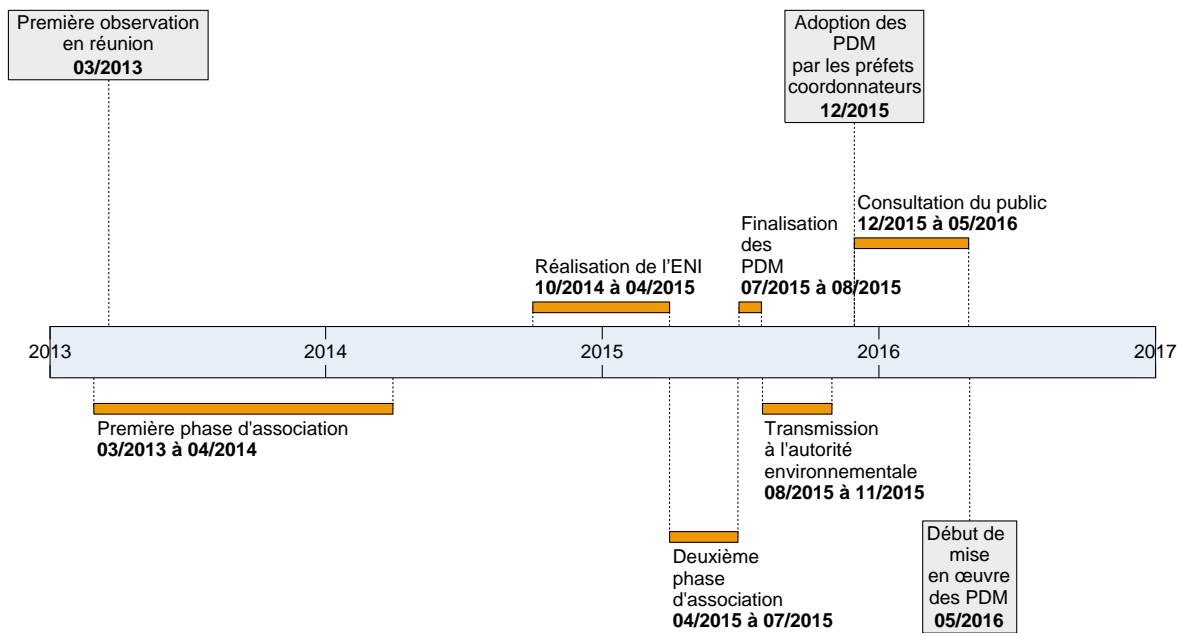 Première observation
en réunion
03/2013
Adoption des
PDM
par les préfets
coordonnateurs
12/2015
Consultation du public
12/2015 à 05/2016
Finalisation
des
PDM
07/2015 à 08/2015
Réalisation de l'ENI
10/2014 à 04/2015
2013
2014
2015
2016
2017
Première phase d'association
03/2013 à 04/2014
Transmission
à l'autorité
environnementale
08/2015 à 11/2015
Deuxième
phase
d'association
04/2015 à 07/2015
Début de
mise
en œuvre
des PDM
05/2016